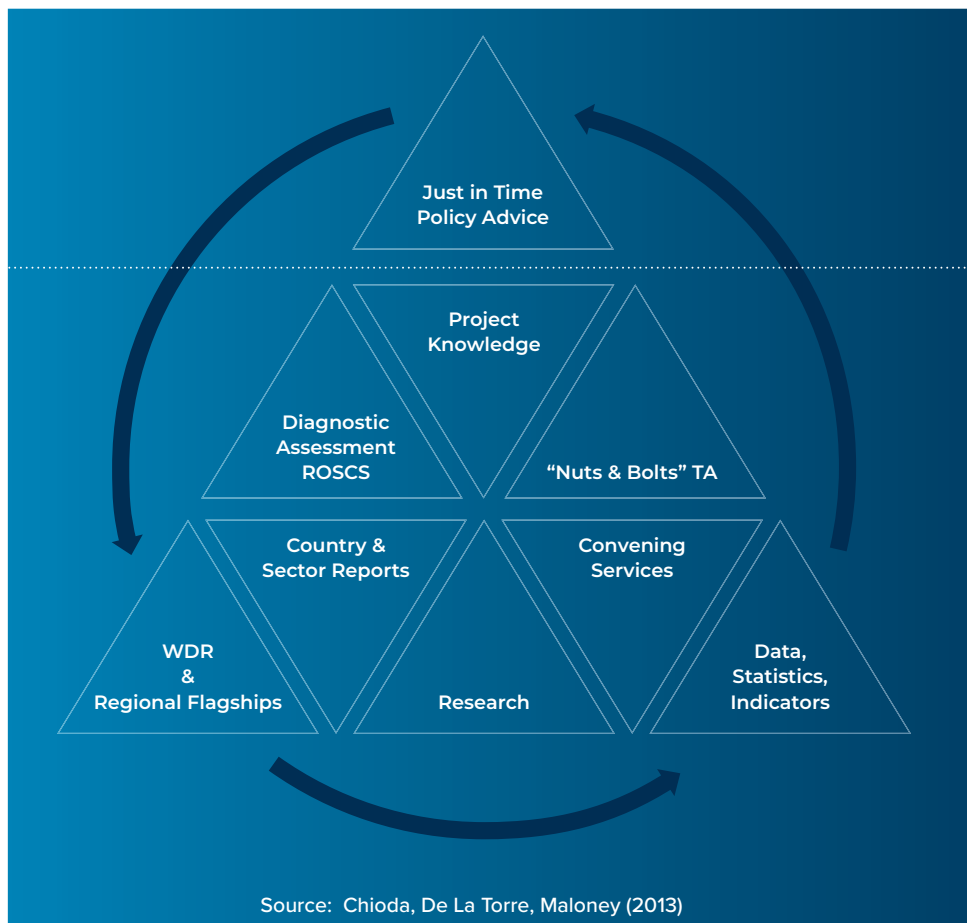 Just in Time
Policy Advice
Project
Knowledge
Diagnostic
Assessment
ROSCS
“Nuts & Bolts” TA
Country &
Sector Reports
Convening
Services
WDR
&
Regional Flagships
Research
Data,
Statistics,
Indicators
Source: Chioda, De La Torre, Maloney (2013)